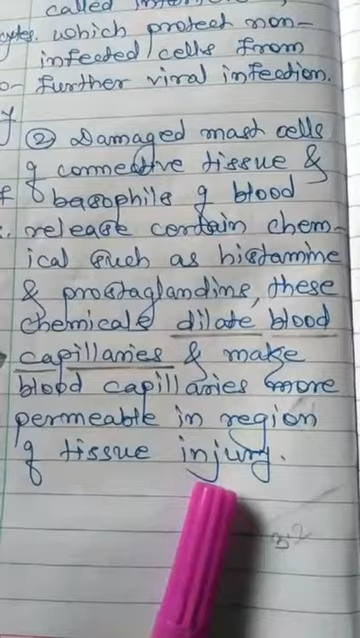 called
cytes. which protect non-
infected cells from
further viral infection.
② Damaged mast cells
of connective tissue &
basophils of blood
release certain chem-
ical such as histamine
& prostaglandins, these
chemicals dilate blood
capillaries & make
blood capillaries more
permeable in region
of tissue injury.
3.2